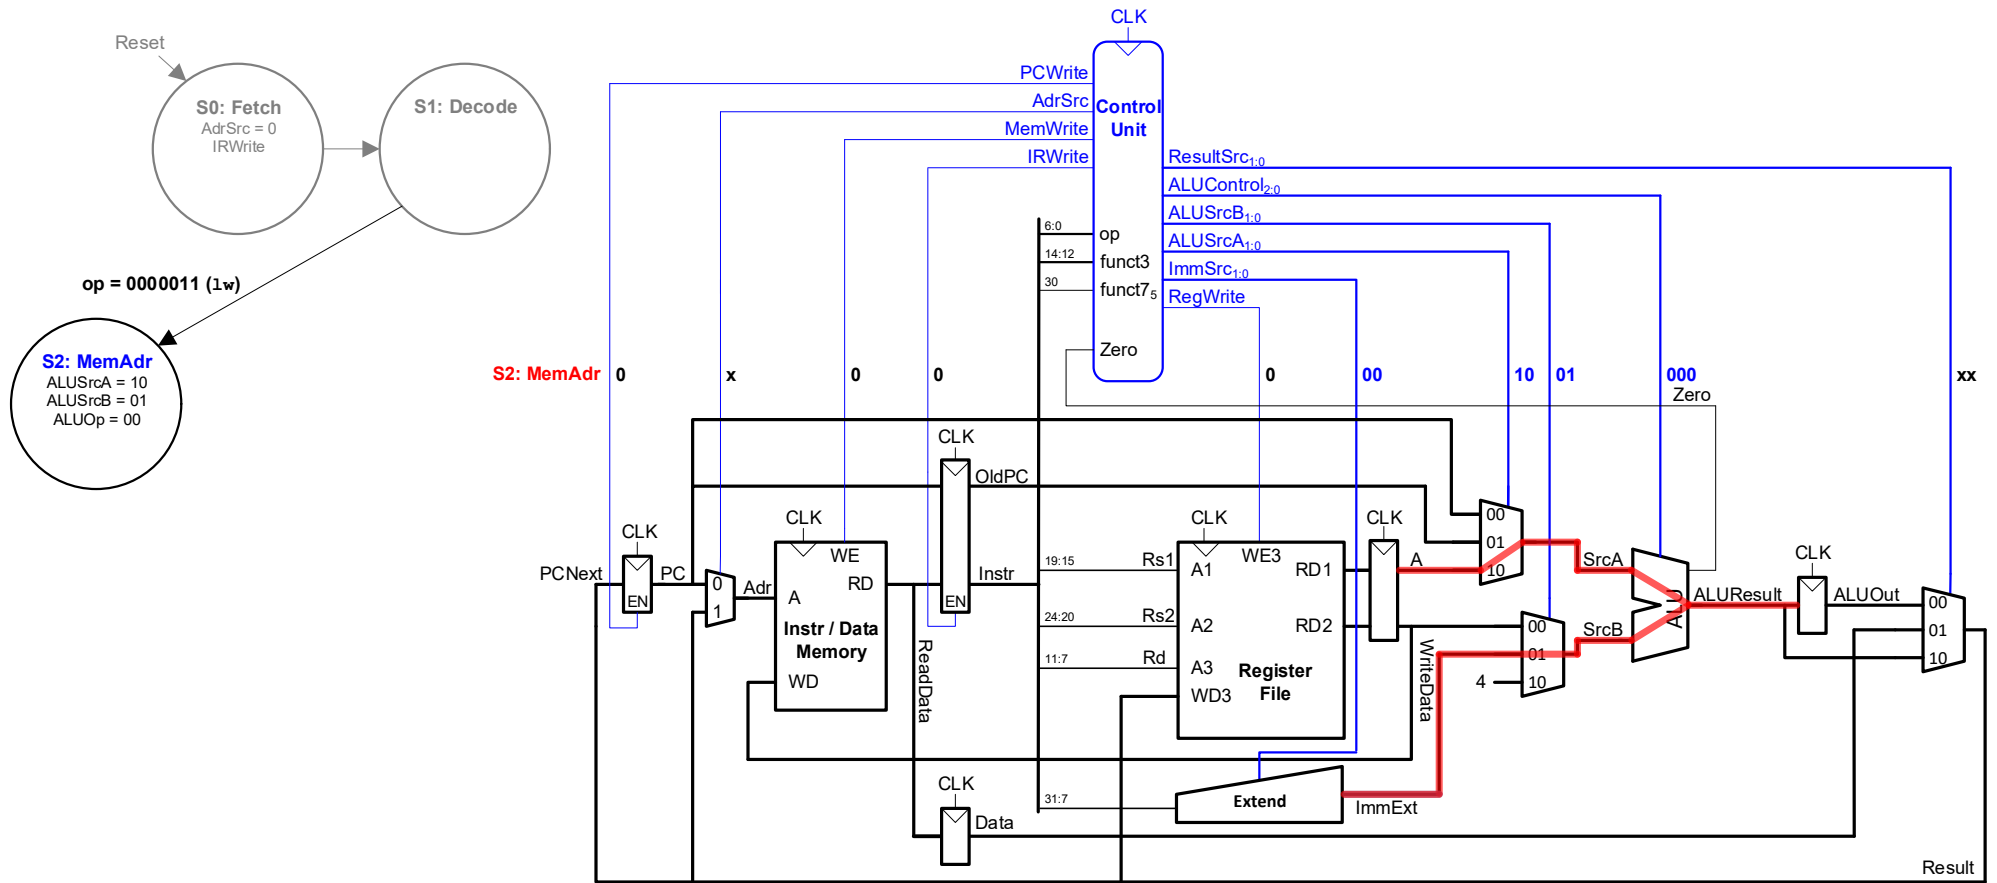 Reset
S0: Fetch
AdrSrc = 0
IRWrite
S1: Decode
op = 0000011 (lw)
S2: MemAdr
ALUSrcA = 10
ALUSrcB = 01
ALUOp = 00
CLK
PCWrite
AdrSrc
MemWrite
IRWrite
Control
Unit
ResultSrc1:0
ALUControl2:0
ALUSrcB1:0
ALUSrcA1:0
ImmSrc1:0
RegWrite
6:0
op
14:12
funct3
30
funct75
Zero
S2: MemAdr 0 x 0 0 0 00 10 01 000 xx
Zero
CLK
OldPC
CLK
PCNext
EN
PC
0
1
Adr
CLK
WE
RD
A
Instr / Data
Memory
WD
EN
Instr
ReadData
CLK
Data
19:15
Rs1
24:20
Rs2
11:7
Rd
31:7
CLK
WE3
A1
RD1
A2
RD2
A3
WD3
Register
File
CLK
A
WriteData
Extend
ImmExt
00
01
10
SrcA
00
01
10
4
SrcB
ALU
ALUResult
CLK
ALUOut
00
01
10
Result